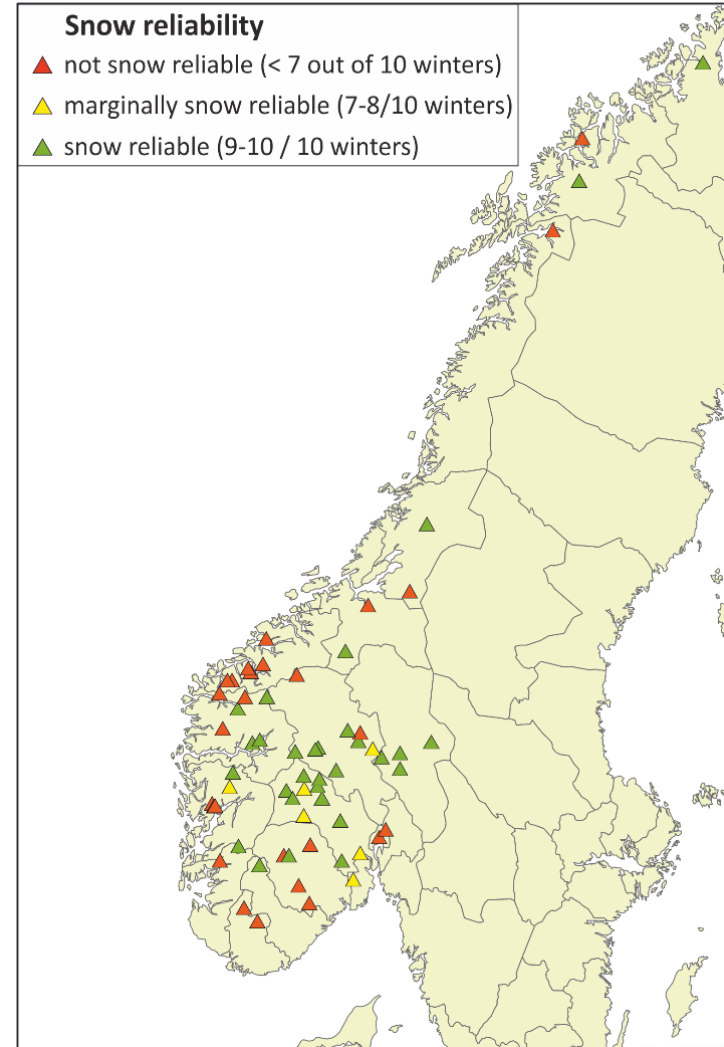 Snow reliability
not snow reliable (< 7 out of 10 winters)
marginally snow reliable (7-8/10 winters)
snow reliable (9-10 / 10 winters)